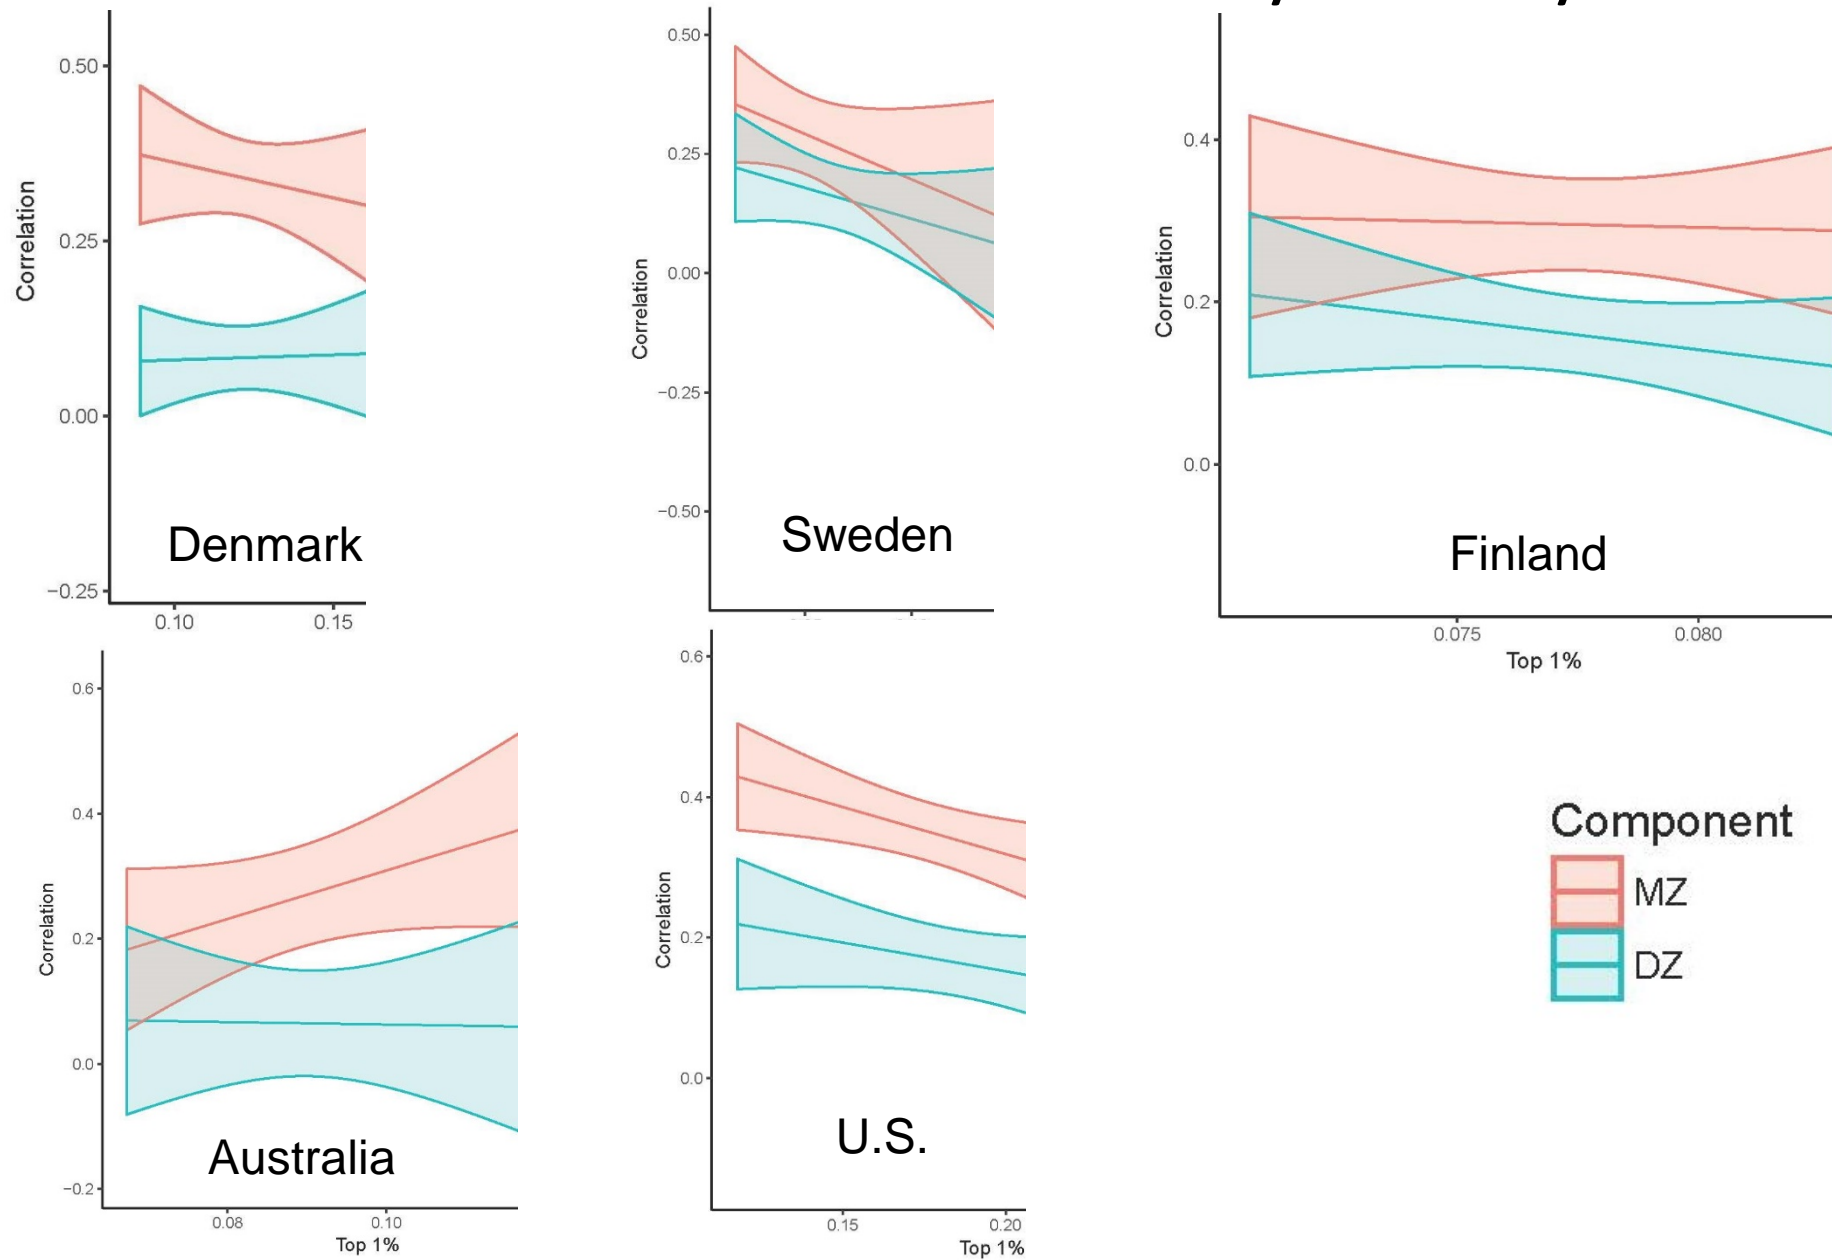 0.50
0.25
0.00
−0.25
Correlation
0.10 0.15
Denmark
0.50
0.25
0.00
−0.25
−0.50
Correlation
Sweden
0.4
0.2
0.0
Correlation
0.075 0.080
Top 1%
Finland
0.6
0.4
0.2
0.0
−0.2
Correlation
0.08 0.10
Top 1%
Australia
0.6
0.4
0.2
0.0
Correlation
0.15 0.20
Top 1%
U.S.
Component
MZ
DZ